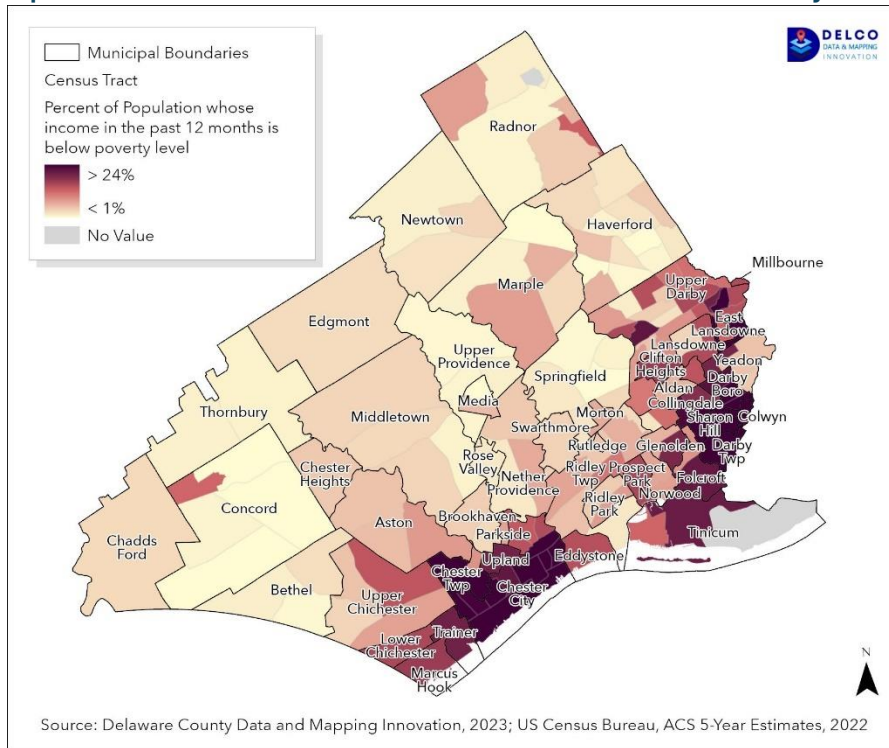 DELCO
DATA & MAPPING
INNOVATION
Municipal Boundaries
Census Tract
Percent of Population whose
income in the past 12 months is
below poverty level
> 24%
< 1%
No Value
Radnor
Newtown
Haverford
Millbourne
Marple
Upper
Darby
Edgmont
East
Lansdowne
Lansdowne
Upper
Providence
Clifton
Heights
Yeadon
Springfield
Darby
Boro
Aldan
Media
Collingdale
Thornbury
Middletown
Morton
Sharon
Hill
Colwyn
Swarthmore
Rutledge
Glenolden
Darby
Twp
Rose
Valley
Chester
Heights
Nether
Providence
Ridley
Twp
Prospect
Park
Folcroft
Norwood
Concord
Ridley
Park
Chadds
Ford
Aston
Brookhaven
Parkside
Tinicum
Upland
Eddystone
Chester
Twp
Bethel
Upper
Chichester
Chester
City
Trainer
Lower
Chichester
Marcus
Hook
N
Source: Delaware County Data and Mapping Innovation, 2023; US Census Bureau, ACS 5-Year Estimates, 2022